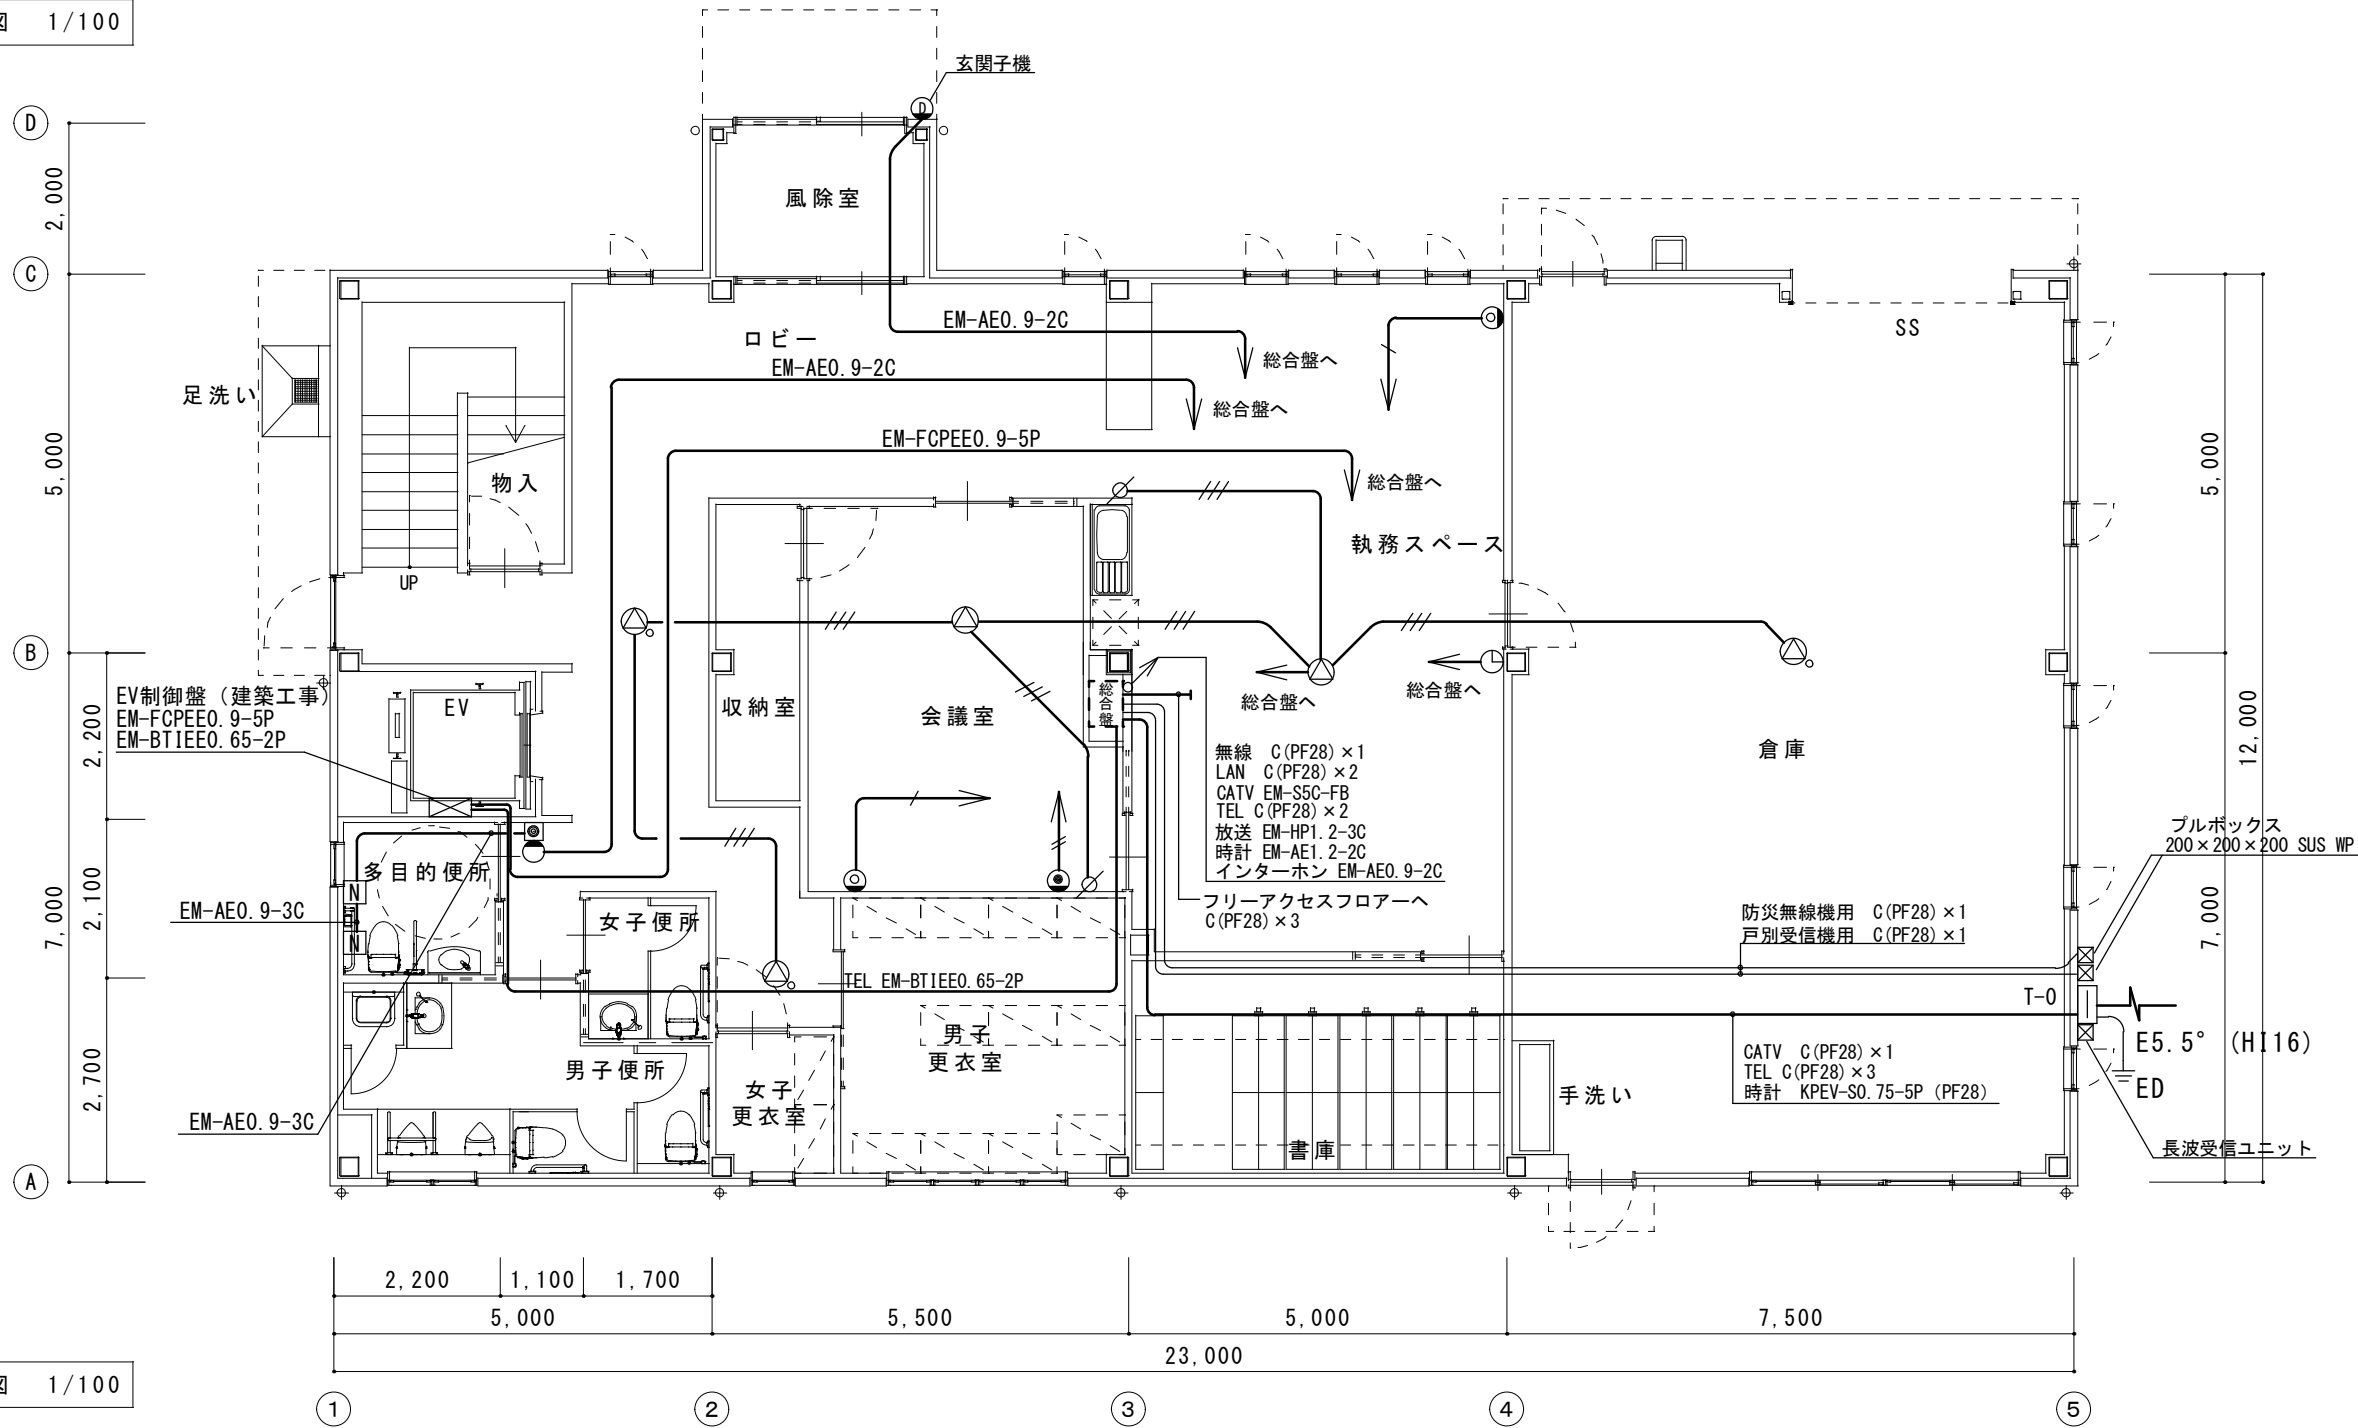 図 1/100
玄関子機
D
D
2,000
風除室
C
EM-AE0.9-2C
総合盤へ
SS
ロビー
EM-AE0.9-2C
総合盤へ
足洗い
5,000
EM-FCPEE0.9-5P
総合盤へ
5,000
物入
執務スペース
UP
B
総合盤へ
総合盤へ
EV制御盤（建築工事）
EM-FCPEE0.9-5P
EM-BTIEE0.65-2P
EV
収納室
会議室
総合盤
倉庫
2,200
12,000
無線 C(PF28)×1
LAN C(PF28)×2
CATV EM-S5C-FB
TEL C(PF28)×2
放送 EM-HP1.2-3C
時計 EM-AE1.2-2C
インターホン EM-AE0.9-2C
プルボックス
200×200×200 SUS WP
多目的便所
N
N
EM-AE0.9-3C
7,000
2,100
フリーアクセスフロアーへ
C(PF28)×3
女子便所
防災無線機用 C(PF28)×1
戸別受信機用 C(PF28)×1
7,000
TEL EM-BTIEE0.65-2P
T-0
E5.5° (HI16)
ED
男子
更衣室
男子便所
女子
更衣室
2,700
CATV C(PF28)×1
TEL C(PF28)×3
時計 KPEV-S0.75-5P (PF28)
手洗い
EM-AE0.9-3C
書庫
長波受信ユニット
A
2,200
1,100
1,700
5,000
5,500
5,000
7,500
23,000
図 1/100
1
2
3
4
5